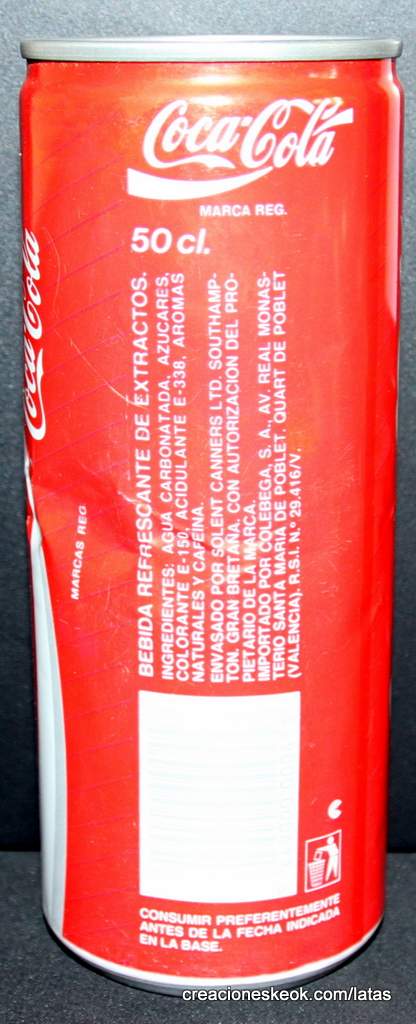 Coca-Cola
MARCA REG.
50 cl.
Coca-Cola
MARCAS REG.
BEBIDA REFRESCANTE DE EXTRACTOS.
INGREDIENTES: AGUA CARBONATADA, AZUCARES,
COLORANTE E-150, ACIDULANTE E-338, AROMAS
NATURALES Y CAFEINA.
ENVASADO POR SOLENT CANNERS LTD. SOUTHAMP-
TON. GRAN BRETAÑA, CON AUTORIZACION DEL PRO-
PIETARIO DE LA MARCA.
IMPORTADO POR COLEBEGA, S. A., AV. REAL MONAS-
TERIO SANTA MARIA DE POBLET. QUART DE POBLET
(VALENCIA). R.S.I. N.º 29.416/V.
CONSUMIR PREFERENTEMENTE
ANTES DE LA FECHA INDICADA
EN LA BASE.
creacioneskeok.com/latas